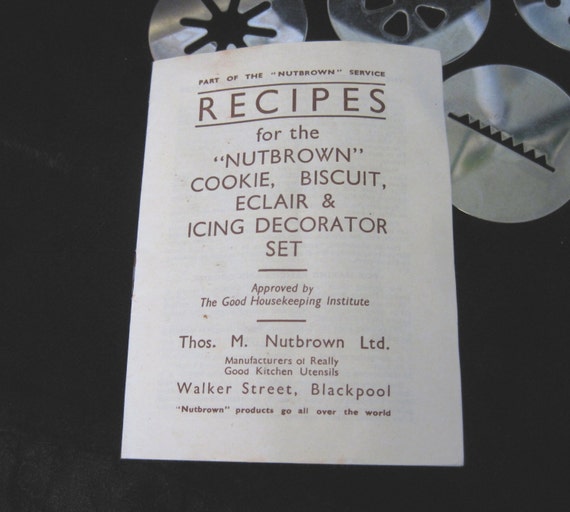 PART OF THE "NUTBROWN" SERVICE
RECIPES
for the
"NUTBROWN"
COOKIE, BISCUIT,
ECLAIR &
ICING DECORATOR
SET
Approved by
The Good Housekeeping Institute
Thos. M. Nutbrown Ltd.
Manufacturers of Really
Good Kitchen Utensils
Walker Street, Blackpool
"Nutbrown" products go all over the world